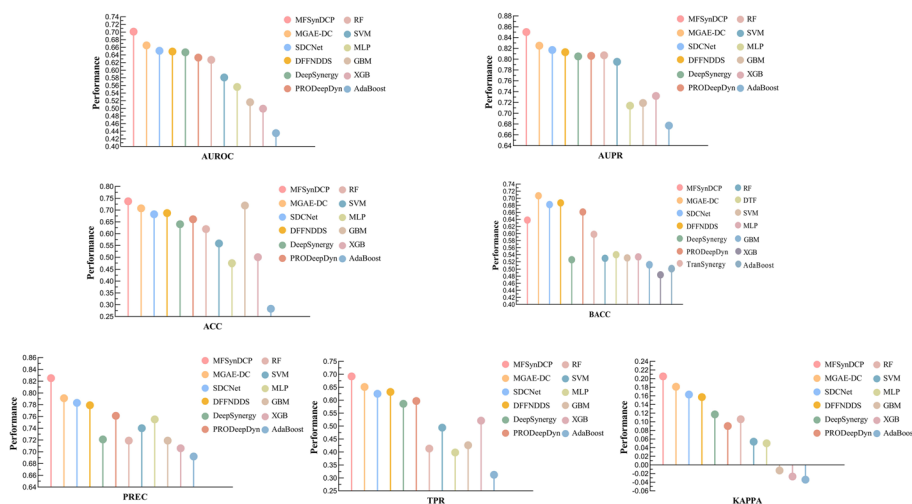 0.74
0.72
0.70
0.68
0.66
0.64
0.62
0.60
0.58
0.56
0.54
0.52
0.50
0.48
0.46
0.44
0.42
0.40
Performance
AUROC
MFSynDCP RF
MGAE-DC SVM
SDCNet MLP
DFFNDDS GBM
DeepSynergy XGB
PRODeepDyn AdaBoost
0.88
0.86
0.84
0.82
0.80
0.78
0.76
0.74
0.72
0.70
0.68
0.66
0.64
Performance
AUPR
MFSynDCP RF
MGAE-DC SVM
SDCNet MLP
DFFNDDS GBM
DeepSynergy XGB
PRODeepDyn AdaBoost
0.80
0.75
0.70
0.65
0.60
0.55
0.50
0.45
0.40
0.35
0.30
0.25
Performance
ACC
MFSynDCP RF
MGAE-DC SVM
SDCNet MLP
DFFNDDS GBM
DeepSynergy XGB
PRODeepDyn AdaBoost
0.74
0.72
0.70
0.68
0.66
0.64
0.62
0.60
0.58
0.56
0.54
0.52
0.50
0.48
0.46
0.44
0.42
0.40
Performance
BACC
MFSynDCP RF
MGAE-DC DTF
SDCNet SVM
DFFNDDS MLP
DeepSynergy GBM
PRODeepDyn XGB
TranSynergy AdaBoost
0.86
0.84
0.82
0.80
0.78
0.76
0.74
0.72
0.70
0.68
0.66
0.64
Performance
PREC
MFSynDCP RF
MGAE-DC SVM
SDCNet MLP
DFFNDDS GBM
DeepSynergy XGB
PRODeepDyn AdaBoost
0.75
0.70
0.65
0.60
0.55
0.50
0.45
0.40
0.35
0.30
0.25
Performance
TPR
MFSynDCP RF
MGAE-DC SVM
SDCNet MLP
DFFNDDS GBM
DeepSynergy XGB
PRODeepDyn AdaBoost
0.24
0.22
0.20
0.18
0.16
0.14
0.12
0.10
0.08
0.06
0.04
0.02
0.00
-0.02
-0.04
-0.06
Performance
KAPPA
MFSynDCP RF
MGAE-DC SVM
SDCNet MLP
DFFNDDS GBM
DeepSynergy XGB
PRODeepDyn AdaBoost